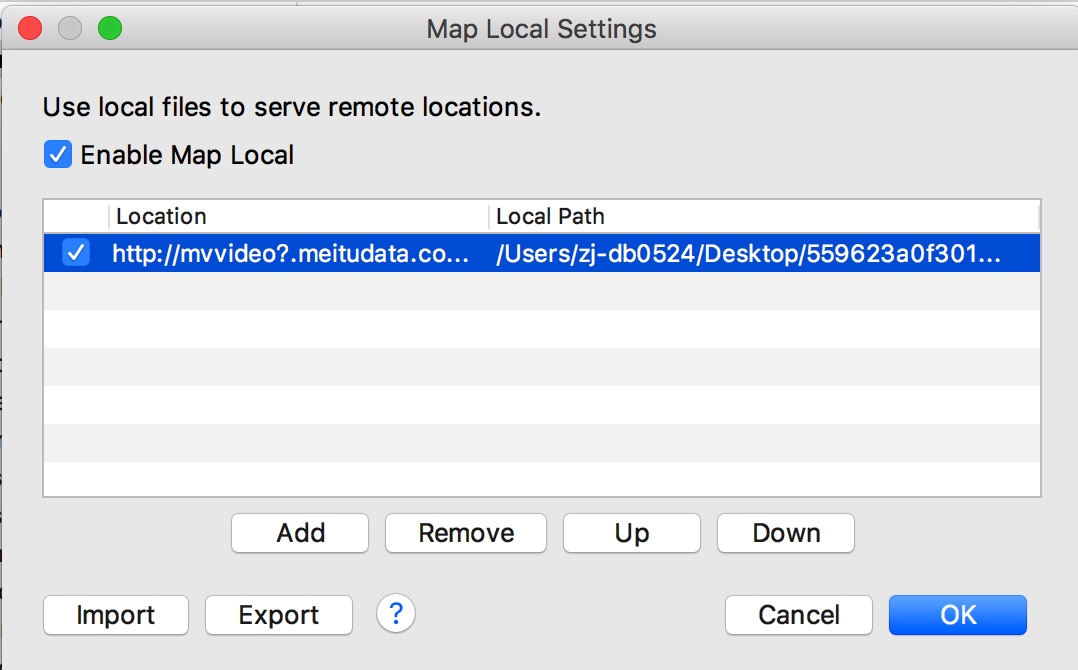 Map Local Settings
Use local files to serve remote locations.
Enable Map Local
Location Local Path
http://mvvideo?.meitudata.co... /Users/zj-db0524/Desktop/559623a0f301...
Add Remove Up Down
Import Export ? Cancel OK